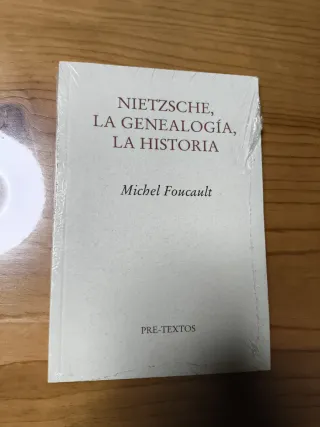 NIETZSCHE,
LA GENEALOGÍA,
LA HISTORIA
Michel Foucault
PRE-TEXTOS